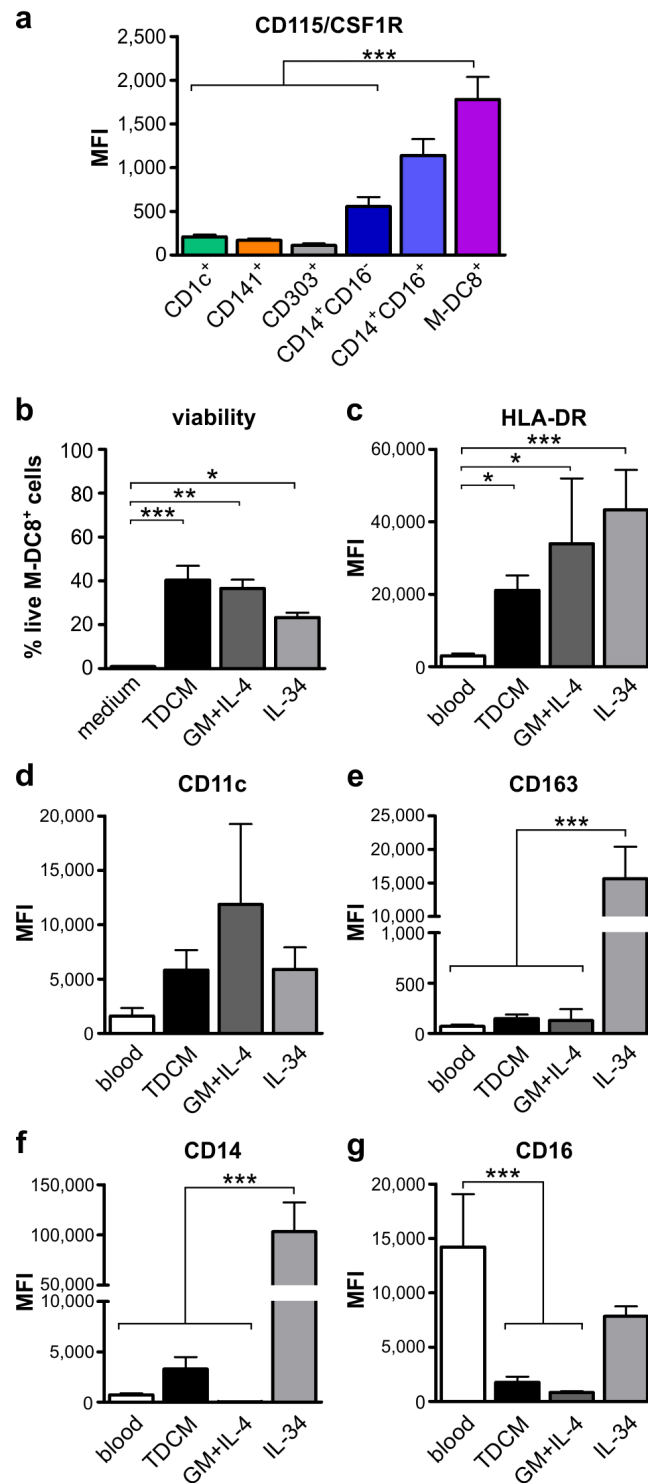 a
CD115/CSF1R
2,500
2,000
1,500
1,000
500
0
MFI
***
CD1c⁺
CD141⁺
CD303⁺
CD14⁺CD16⁻
CD14⁺CD16⁺
M-DC8⁺
b
viability
100
80
60
40
20
0
% live M-DC8⁺ cells
*
**
***
medium
TDCM
GM+IL-4
IL-34
c
HLA-DR
60,000
40,000
20,000
0
MFI
***
*
*
blood
TDCM
GM+IL-4
IL-34
d
CD11c
20,000
15,000
10,000
5,000
0
MFI
blood
TDCM
GM+IL-4
IL-34
e
CD163
25,000
20,000
15,000
10,000
1,000
500
0
MFI
***
blood
TDCM
GM+IL-4
IL-34
f
CD14
150,000
100,000
50,000
10,000
5,000
0
MFI
***
blood
TDCM
GM+IL-4
IL-34
g
CD16
20,000
15,000
10,000
5,000
0
MFI
***
blood
TDCM
GM+IL-4
IL-34